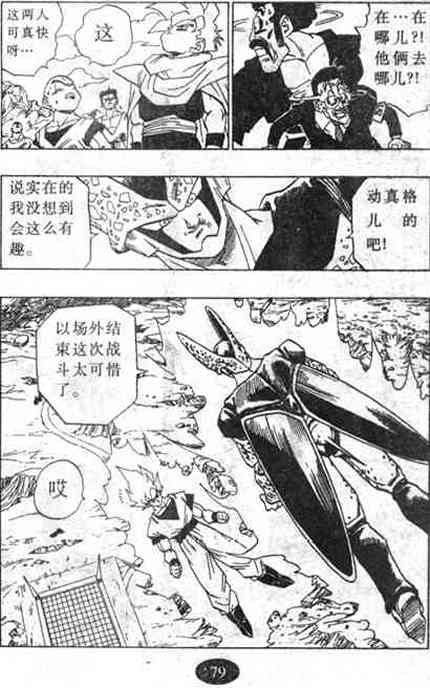 在…在
哪儿?!
他俩去
哪儿?!
这
这两人
可真快
呀…
动真格
儿的
吧!
说实在的
我没想到
会这么有
趣。
以场外结
束这次战
斗太可惜
了。
哎
79